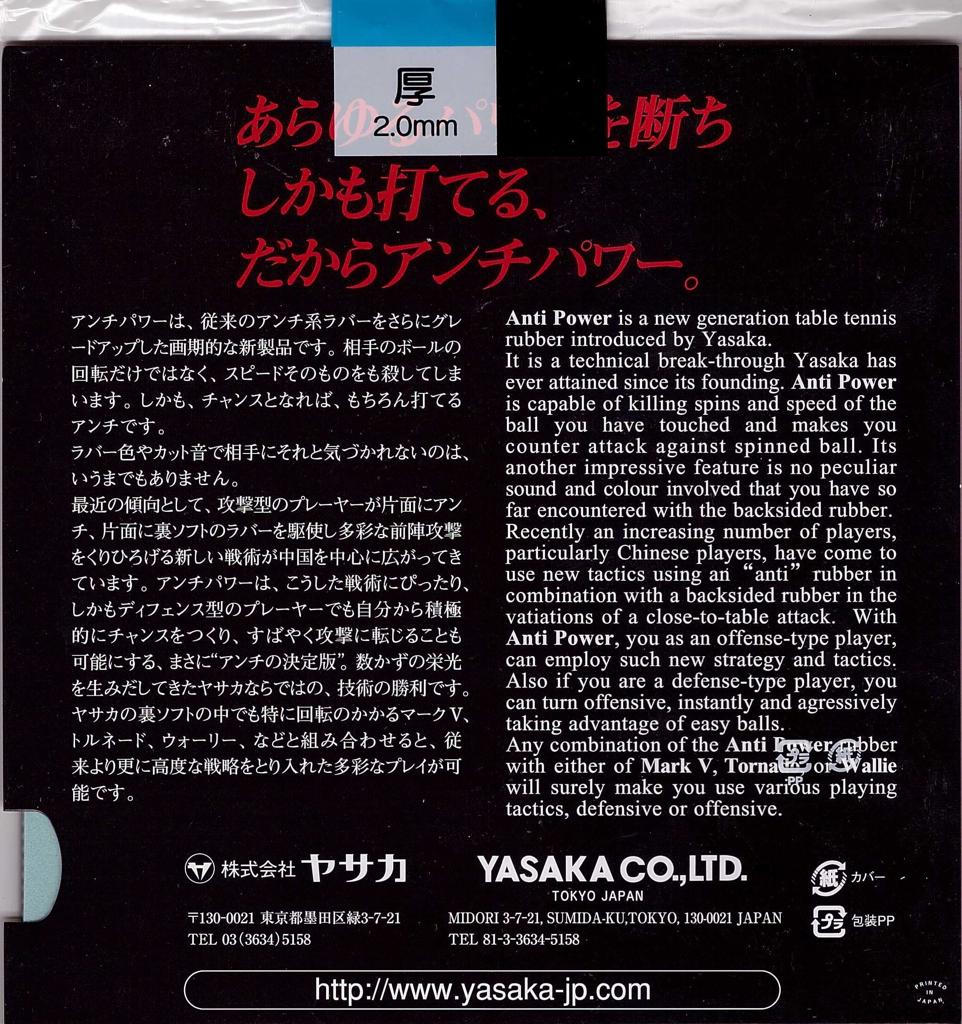 厚
2.0mm
あらゆるパ を断ち
しかも打てる、
だからアンチパワー。
アンチパワーは、従来のアンチ系ラバーをさらにグレ
ードアップした画期的な新製品です。相手のボールの
回転だけではなく、スピードそのものをも殺してしま
います。しかも、チャンスとなれば、もちろん打てる
アンチです。
ラバー色やカット音で相手にそれと気づかれないのは、
いうまでもありません。
最近の傾向として、攻撃型のプレーヤーが片面にアン
チ、片面に裏ソフトのラバーを駆使し多彩な前陣攻撃
をくりひろげる新しい戦術が中国を中心に広がってき
ています。アンチパワーは、こうした戦術にぴったり、
しかもディフェンス型のプレーヤーでも自分から積極
的にチャンスをつくり、すばやく攻撃に転じることも
可能にする、まさに“アンチの決定版”。数かずの栄光
を生みだしてきたヤサカならではの、技術の勝利です。
ヤサカの裏ソフトの中でも特に回転のかかるマークV、
トルネード、ウォーリー、などと組み合わせると、従
来より更に高度な戦略をとり入れた多彩なプレイが可
能です。
Anti Power is a new generation table tennis
rubber introduced by Yasaka.
It is a technical break-through Yasaka has
ever attained since its founding. Anti Power
is capable of killing spins and speed of the
ball you have touched and makes you
counter attack against spinned ball. Its
another impressive feature is no peculiar
sound and colour involved that you have so
far encountered with the backsided rubber.
Recently an increasing number of players,
particularly Chinese players, have come to
use new tactics using an “anti” rubber in
combination with a backsided rubber in the
vatiations of a close-to-table attack. With
Anti Power, you as an offense-type player,
can employ such new strategy and tactics.
Also if you are a defense-type player, you
can turn offensive, instantly and agressively
taking advantage of easy balls.
Any combination of the Anti Power rubber
with either of Mark V, Tornado or Wallie
will surely make you use various playing
tactics, defensive or offensive.
プラ 紙
PP
株式会社 ヤサカ
〒130-0021 東京都墨田区緑3-7-21
TEL 03(3634)5158
YASAKA CO.,LTD.
TOKYO JAPAN
MIDORI 3-7-21, SUMIDA-KU,TOKYO, 130-0021 JAPAN
TEL 81-3-3634-5158
紙 カバー
プラ 包装PP
http://www.yasaka-jp.com
PRINTED IN JAPAN